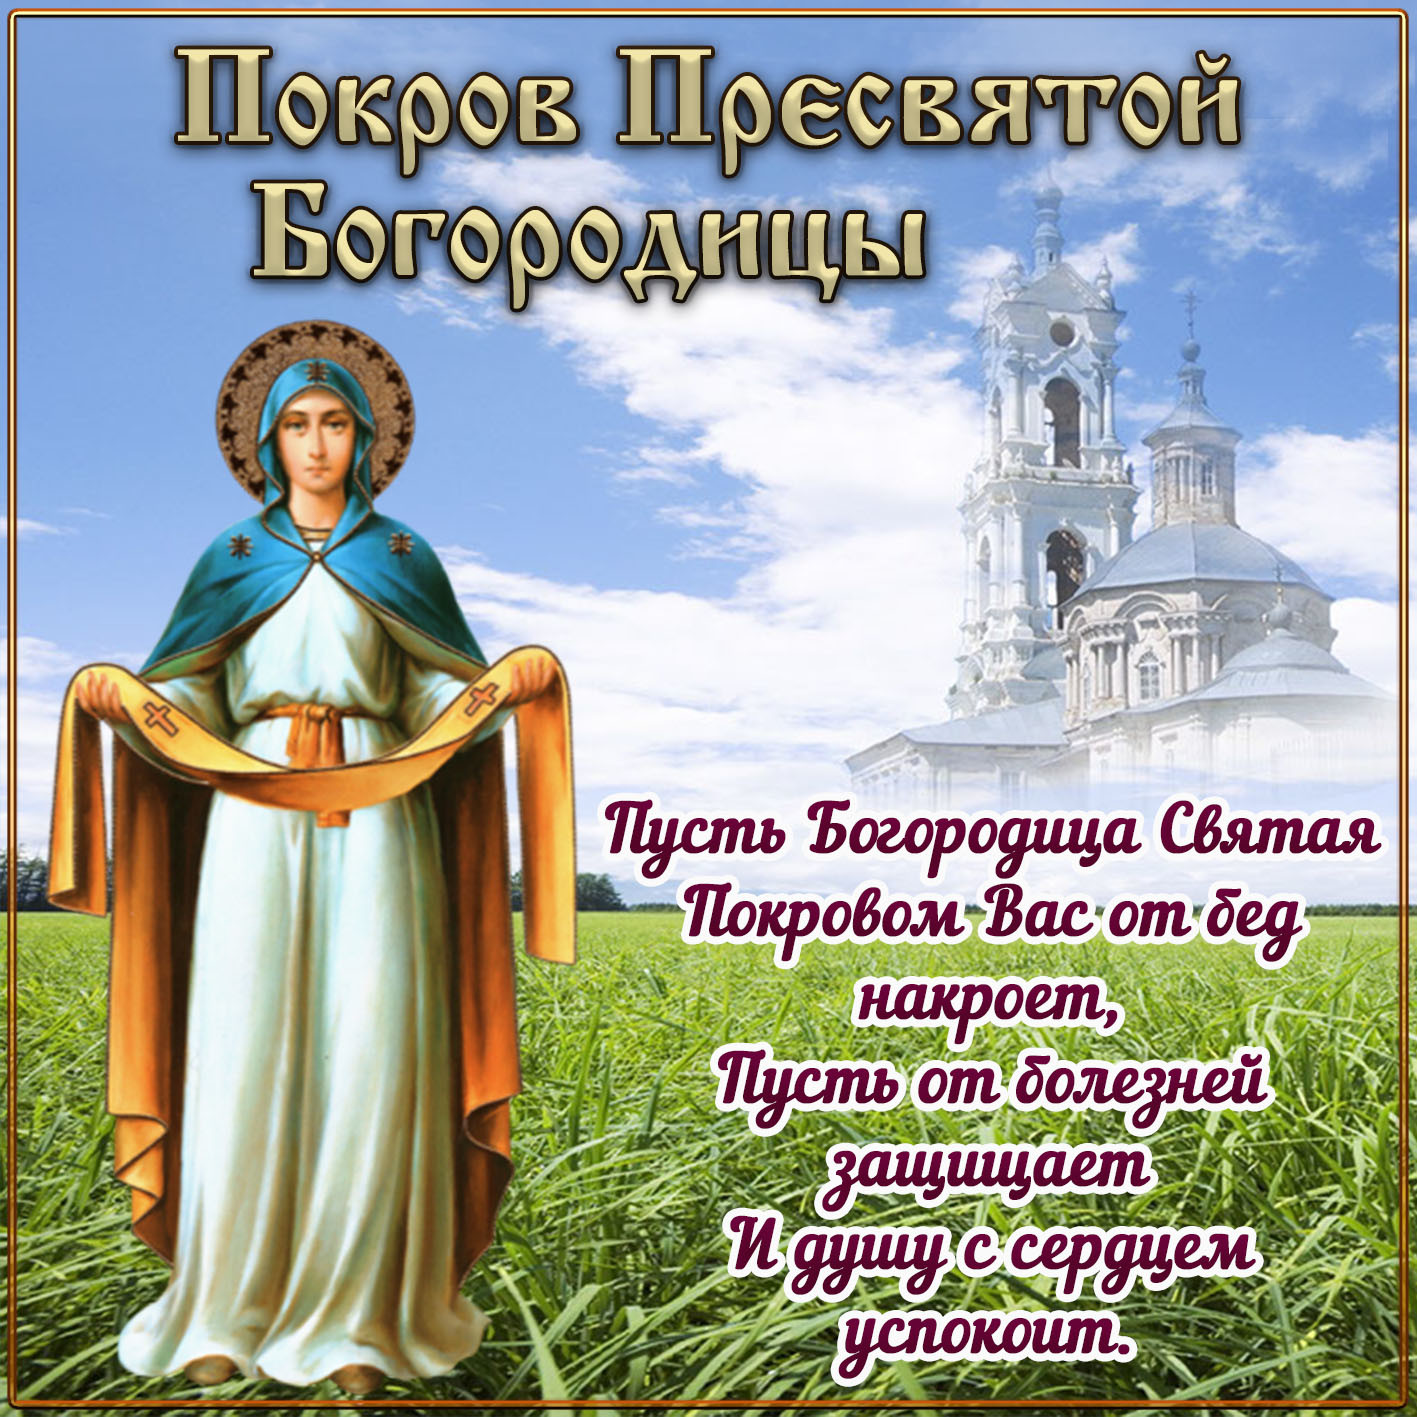 Покров Пресвятой
Богородицы
Пусть Богородица Святая
Покровом Вас от бед
накроет,
Пусть от болезней
защищает
И душу с сердцем
успокоит.